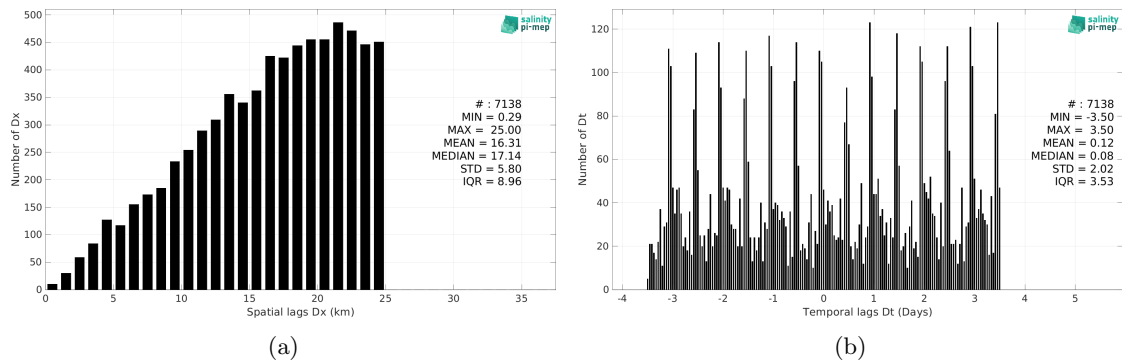 500
450
400
350
300
250
200
150
100
50
0
Number of Dx
0 5 10 15 20 25 30 35
Spatial lags Dx (km)
salinity
pi-mep
# : 7138
MIN = 0.29
MAX = 25.00
MEAN = 16.31
MEDIAN = 17.14
STD = 5.80
IQR = 8.96
(a)
120
100
80
60
40
20
0
Number of Dt
-4 -3 -2 -1 0 1 2 3 4 5
Temporal lags Dt (Days)
salinity
pi-mep
# : 7138
MIN = -3.50
MAX = 3.50
MEAN = 0.12
MEDIAN = 0.08
STD = 2.02
IQR = 3.53
(b)